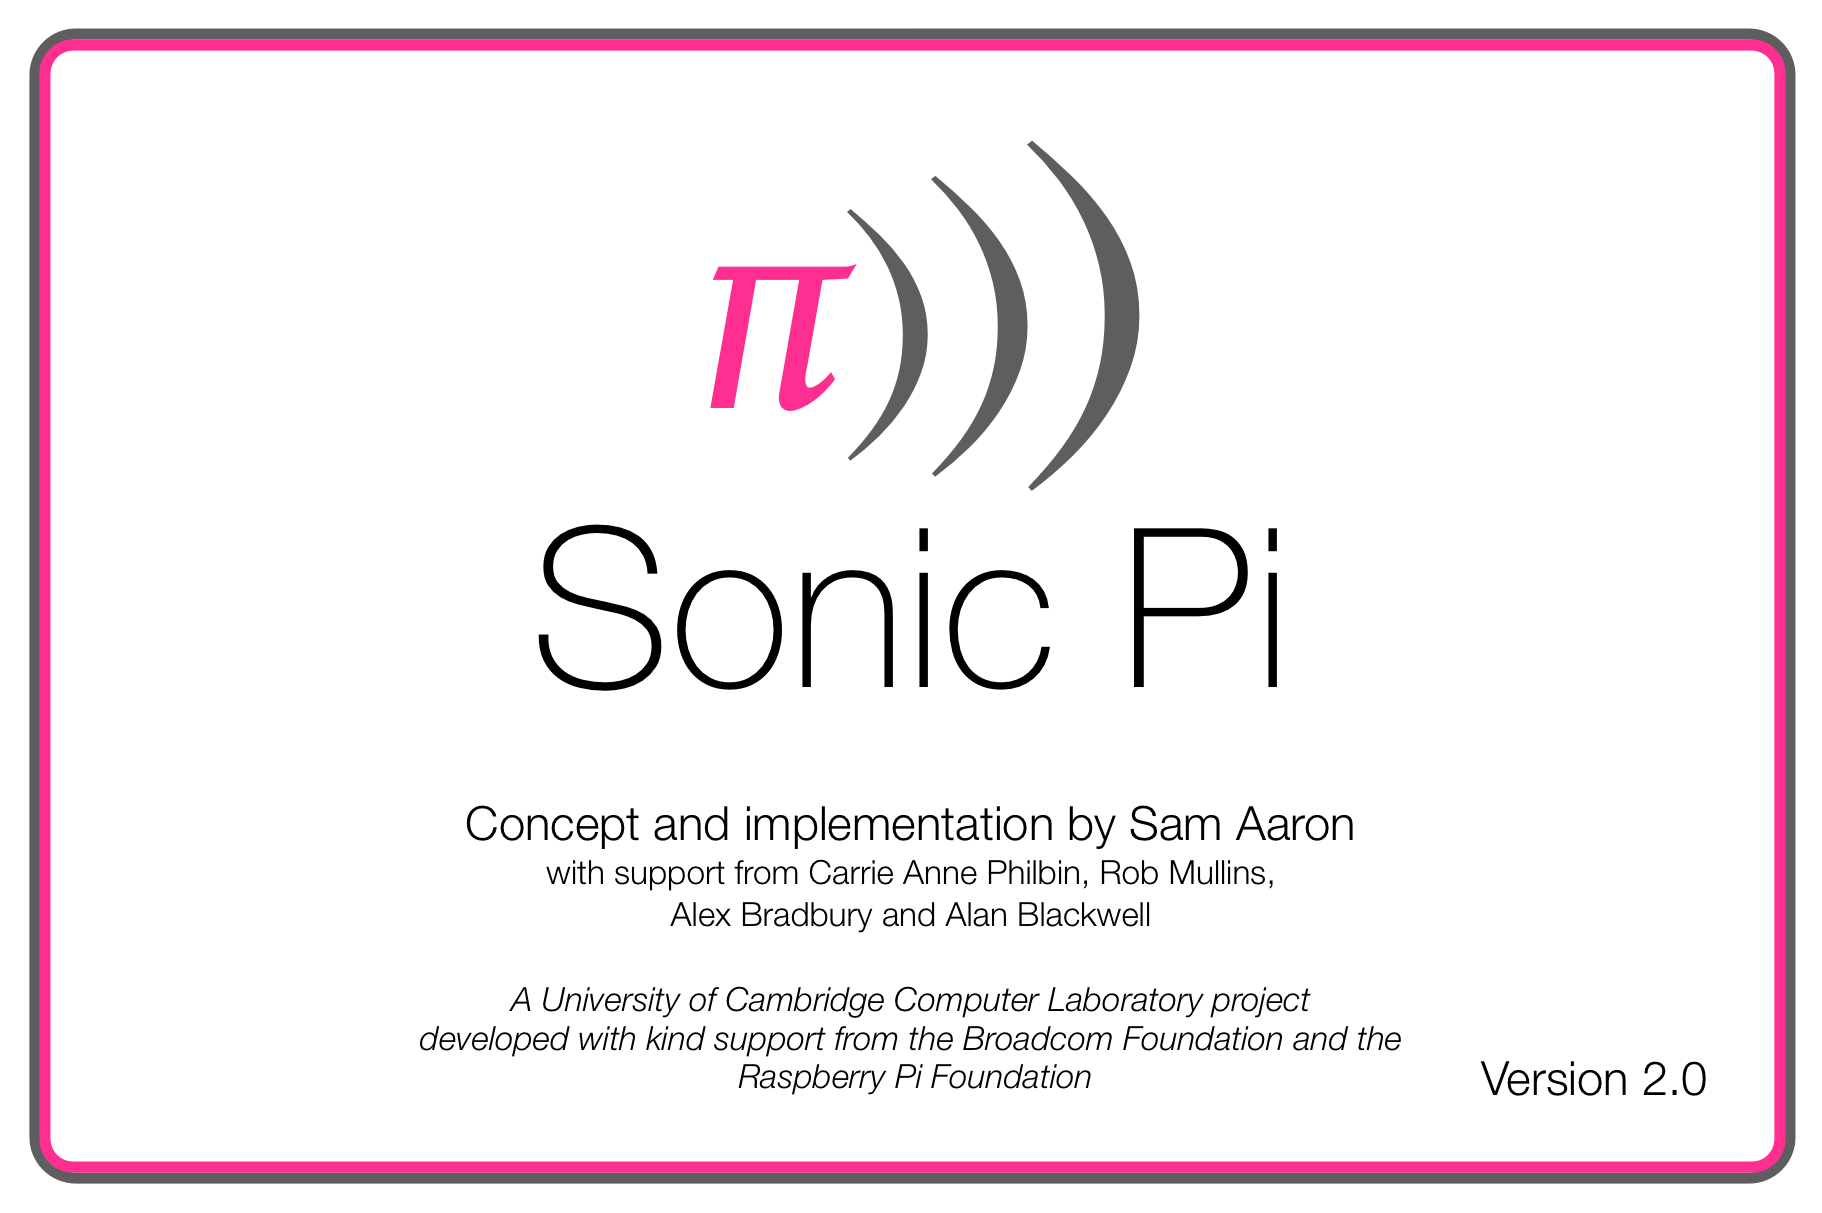 π
Sonic Pi
Concept and implementation by Sam Aaron
with support from Carrie Anne Philbin, Rob Mullins,
Alex Bradbury and Alan Blackwell
A University of Cambridge Computer Laboratory project
developed with kind support from the Broadcom Foundation and the
Raspberry Pi Foundation
Version 2.0